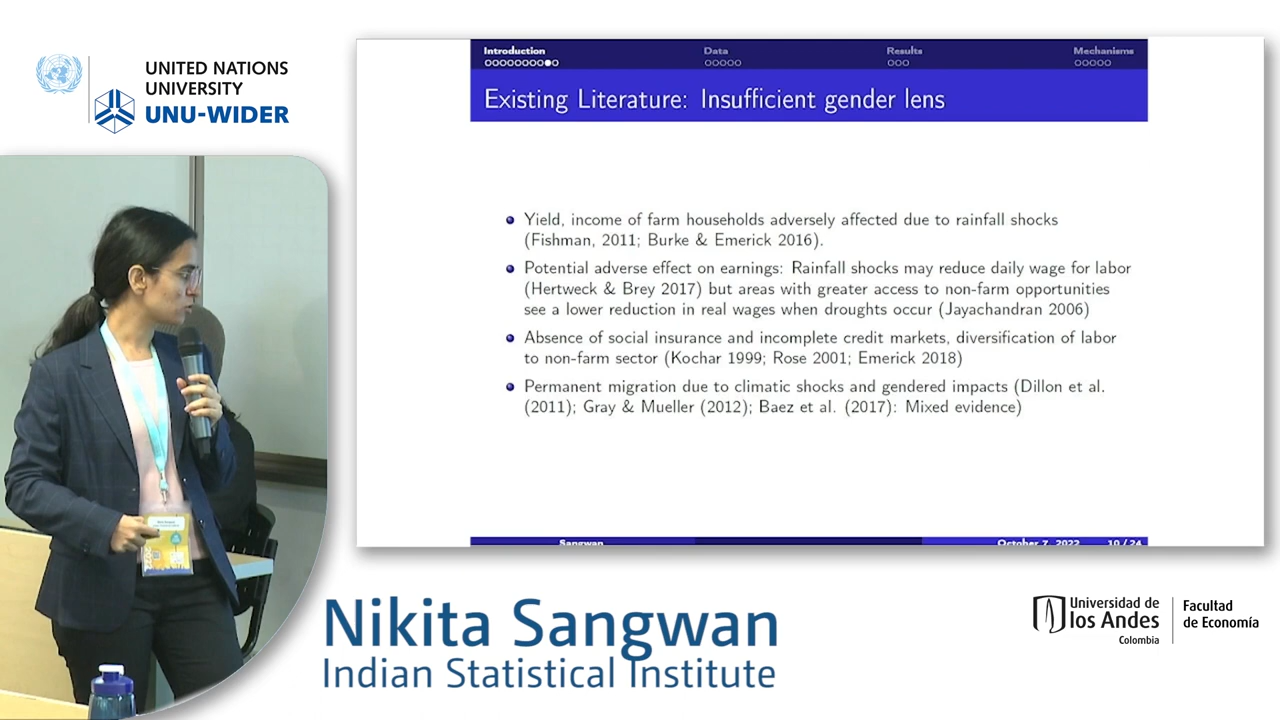 UNITED NATIONS
UNIVERSITY
UNU-WIDER
Introduction
Data
Results
Mechanisms
Existing Literature: Insufficient gender lens
Yield, income of farm households adversely affected due to rainfall shocks
(Fishman, 2011; Burke & Emerick 2016).
Potential adverse effect on earnings: Rainfall shocks may reduce daily wage for labor
(Hertweck & Brey 2017) but areas with greater access to non-farm opportunities
see a lower reduction in real wages when droughts occur (Jayachandran 2006)
Absence of social insurance and incomplete credit markets, diversification of labor
to non-farm sector (Kochar 1999; Rose 2001; Emerick 2018)
Permanent migration due to climatic shocks and gendered impacts (Dillon et al.
(2011); Gray & Mueller (2012); Baez et al. (2017): Mixed evidence)
Sangwan
October 7, 2022
10 / 24
Nikita Sangwan
Indian Statistical Institute
Universidad de
los Andes
Colombia
Facultad
de Economía